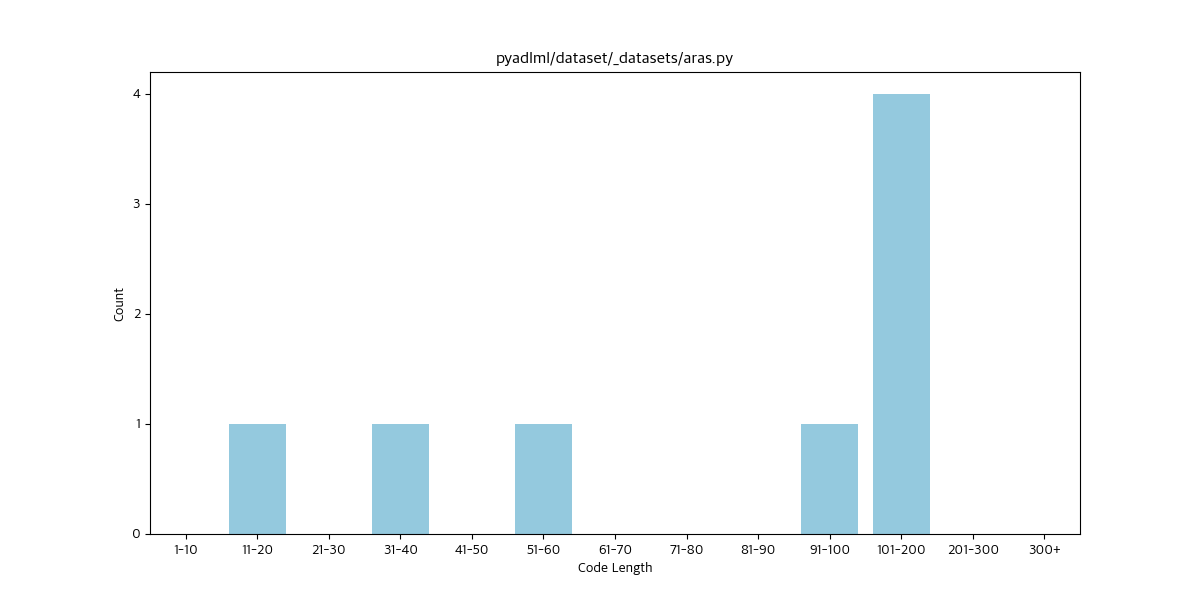 pyadlml/dataset/_datasets/aras.py
Count
4
3
2
1
0
1-10 11-20 21-30 31-40 41-50 51-60 61-70 71-80 81-90 91-100 101-200 201-300 300+
Code Length